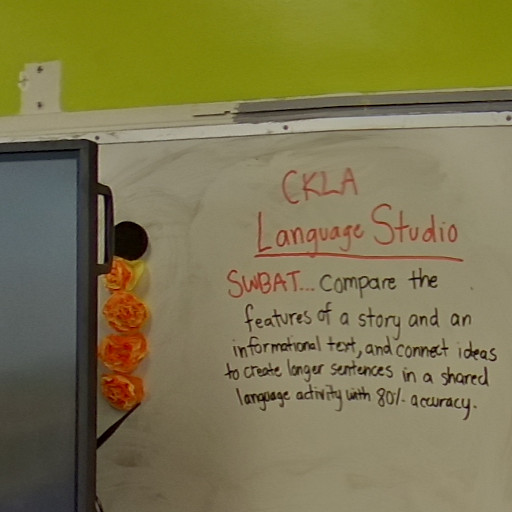 CKLA
Language Studio
SWBAT... Compare the
features of a story and an
informational text, and connect ideas
to create longer sentences in a shared
language activity with 80% accuracy.